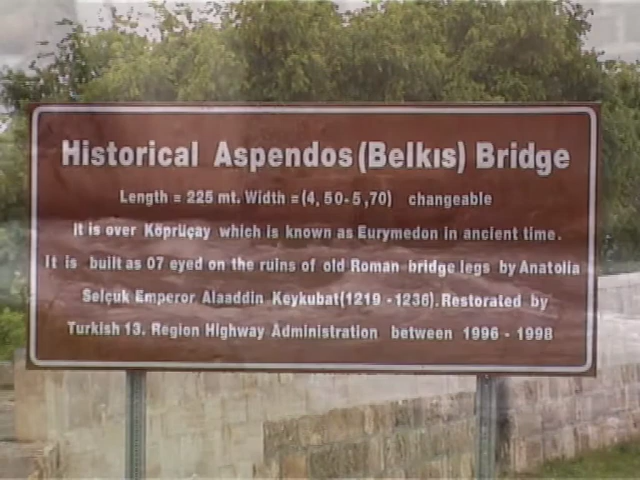 Historical Aspendos (Belkıs) Bridge
Length = 225 mt. Width = (4, 50-5,70) changeable
It is over Köprüçay which is known as Eurymedon in ancient time.
It is built as 07 eyed on the ruins of old Roman bridge legs by Anatolia
Selçuk Emperor Alaaddin Keykubat(1219 -1236). Restorated by
Turkish 13. Region Highway Administration between 1996 - 1998